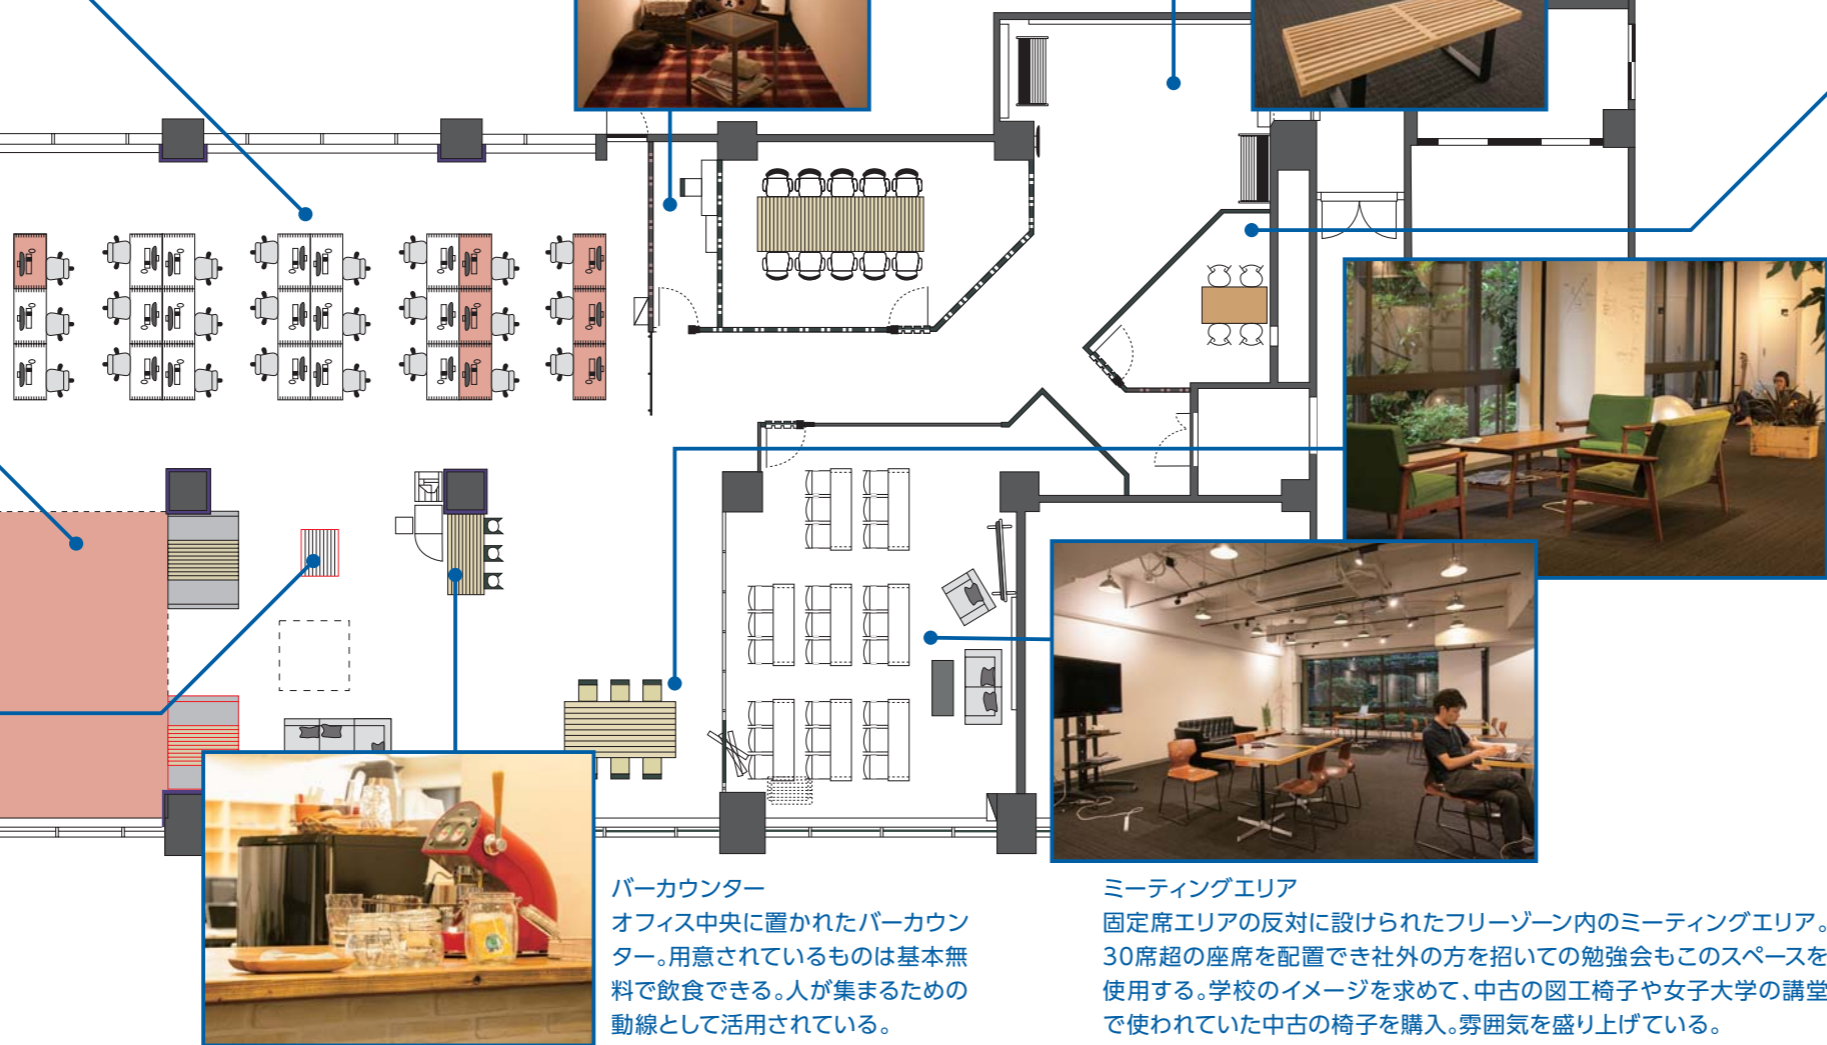 バーカウンター
オフィス中央に置かれたバーカウン
ター。用意されているものは基本無
料で飲食できる。人が集まるための
動線として活用されている。
ミーティングエリア
固定席エリアの反対に設けられたフリーゾーン内のミーティングエリア。
30席超の座席を配置でき社外の方を招いての勉強会もこのスペースを
使用する。学校のイメージを求めて、中古の図工椅子や女子大学の講堂
で使われていた中古の椅子を購入。雰囲気を盛り上げている。